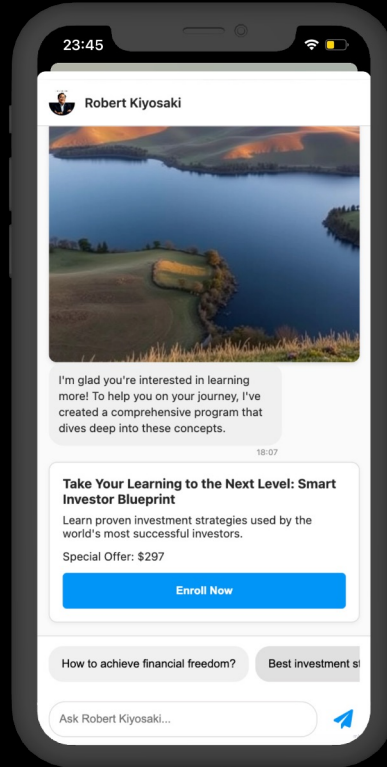 23:45
Robert Kiyosaki
I'm glad you're interested in learning
more! To help you on your journey, I've
created a comprehensive program that
dives deep into these concepts.
18:07
Take Your Learning to the Next Level: Smart
Investor Blueprint
Learn proven investment strategies used by the
world's most successful investors.
Special Offer: $297
Enroll Now
How to achieve financial freedom?
Best investment st
Ask Robert Kiyosaki...